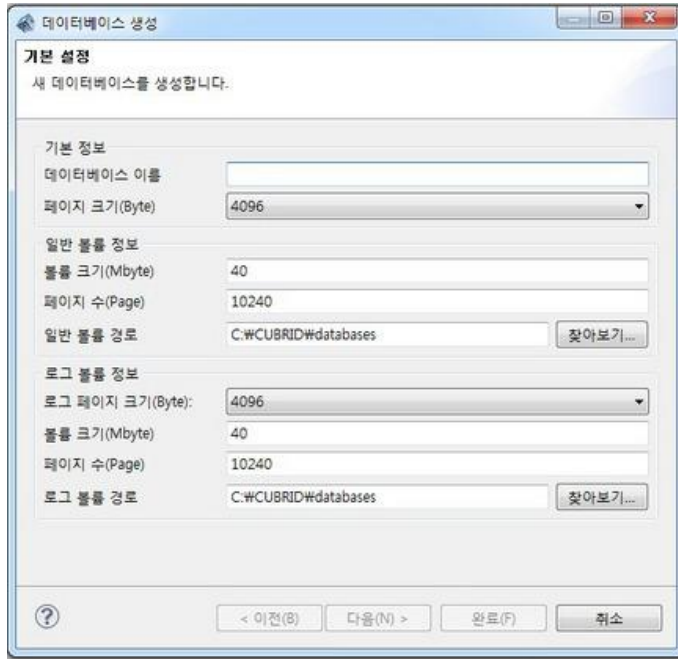 데이터베이스 생성
기본 설정
새 데이터베이스를 생성합니다.
기본 정보
데이터베이스 이름
페이지 크기(Byte) 4096
일반 볼륨 정보
볼륨 크기(Mbyte) 40
페이지 수(Page) 10240
일반 볼륨 경로 C:₩CUBRID₩databases 찾아보기...
로그 볼륨 정보
로그 페이지 크기(Byte): 4096
볼륨 크기(Mbyte) 40
페이지 수(Page) 10240
로그 볼륨 경로 C:₩CUBRID₩databases 찾아보기...
? < 이전(B) 다음(N) > 완료(F) 취소